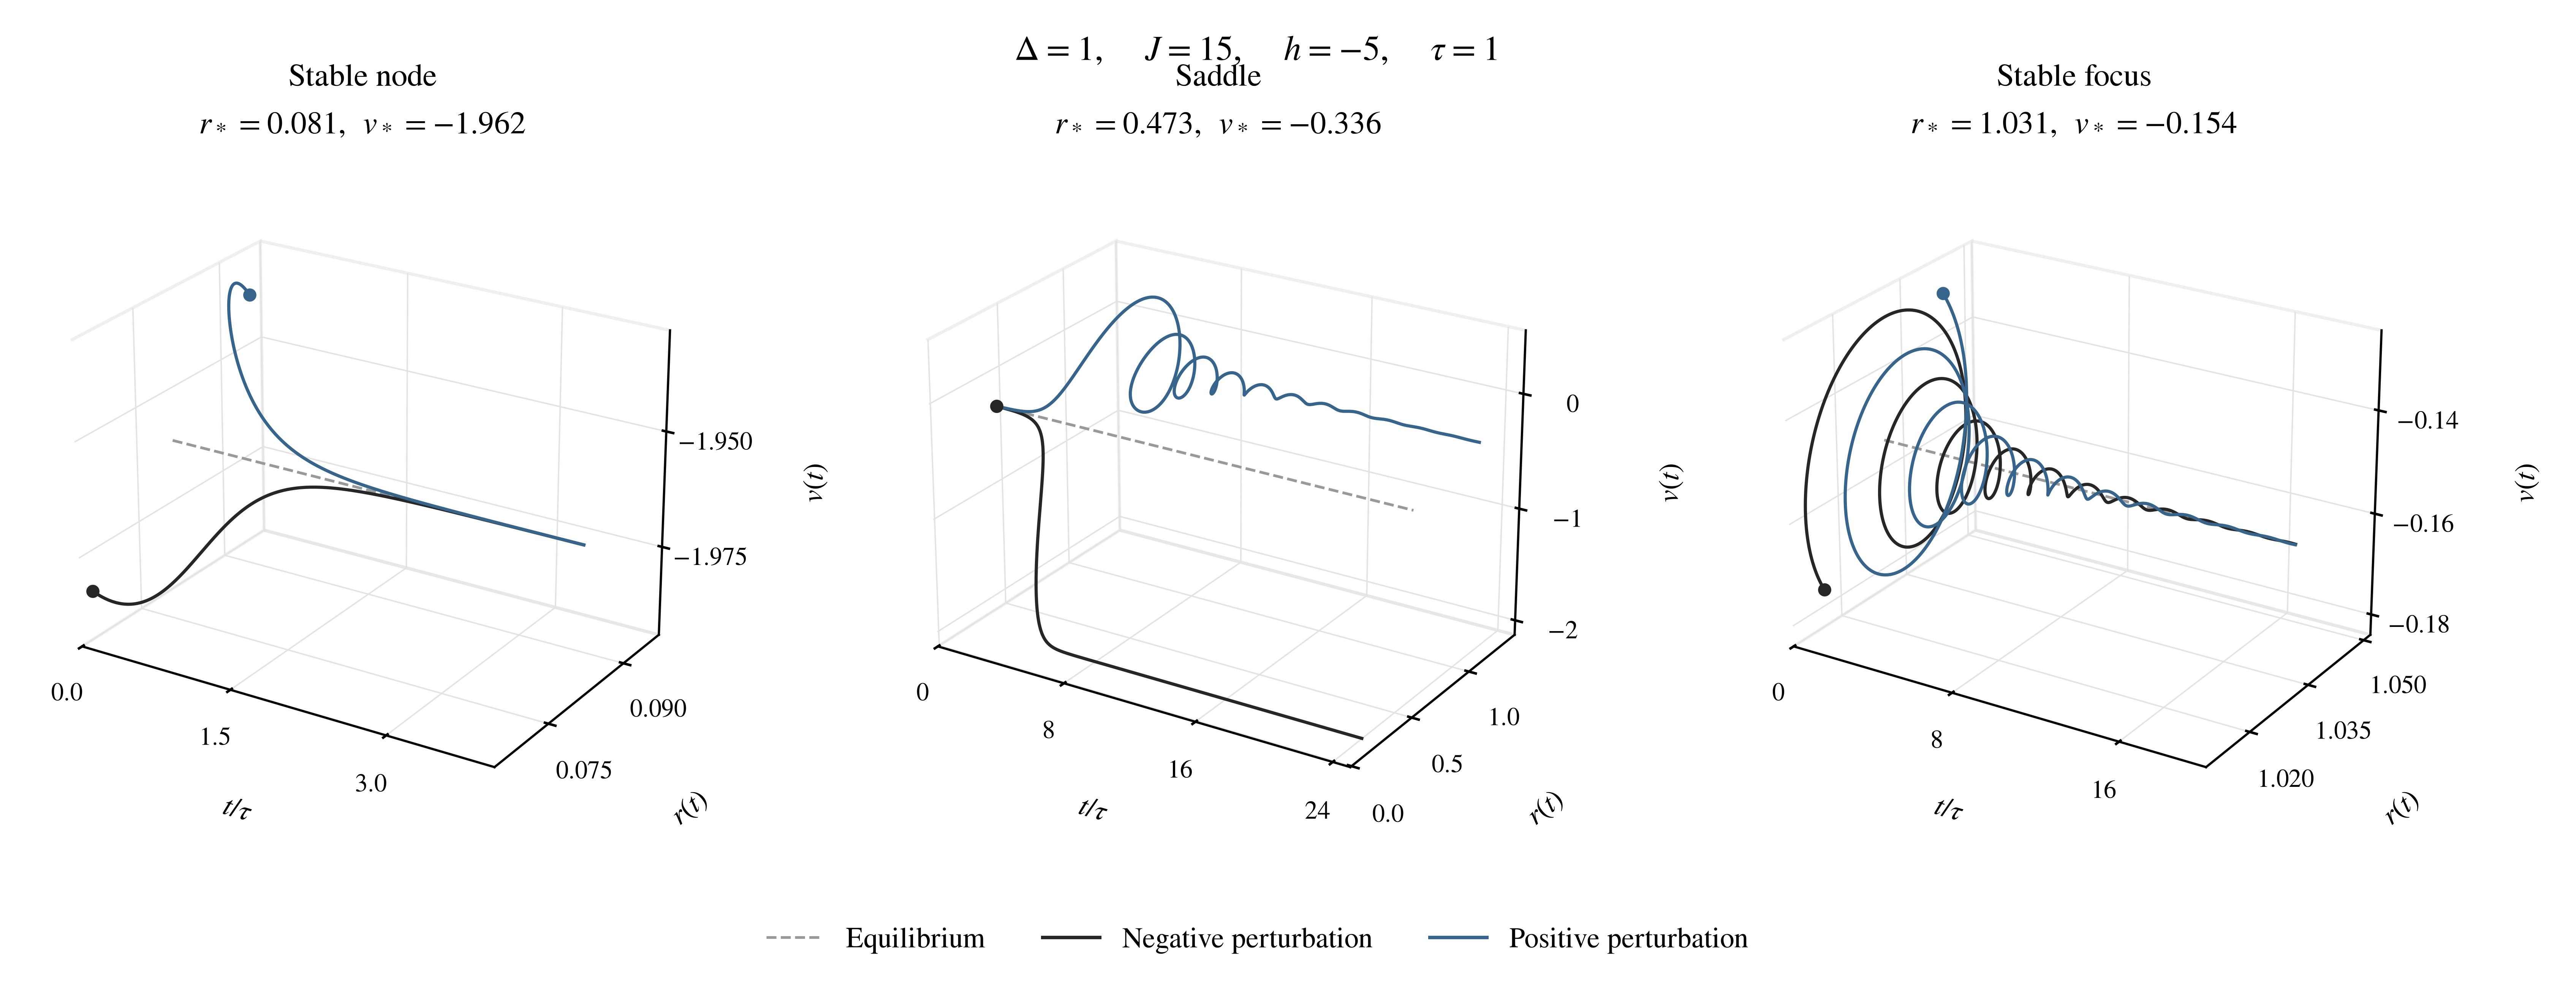 Δ = 1, J = 15, h = −5, τ = 1
Stable node
r* = 0.081, v* = −1.962
Saddle
r* = 0.473, v* = −0.336
Stable focus
r* = 1.031, v* = −0.154
−1.950
−1.975
v(t)
0.090
0.075
r(t)
0.0
1.5
3.0
t/τ
0
−1
−2
v(t)
1.0
0.5
0.0
r(t)
0
8
16
24
t/τ
−0.14
−0.16
−0.18
v(t)
1.050
1.035
1.020
r(t)
0
8
16
t/τ
Equilibrium
Negative perturbation
Positive perturbation